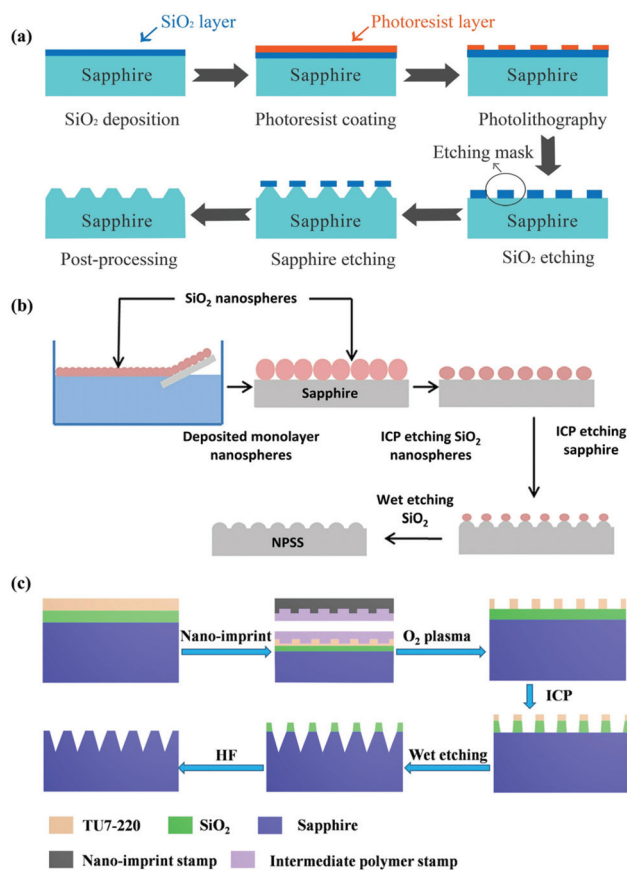 (a)
SiO₂ layer
Photoresist layer
Sapphire
Sapphire
Sapphire
SiO₂ deposition
Photoresist coating
Photolithography
Etching mask
Sapphire
Sapphire
Sapphire
Post-processing
Sapphire etching
SiO₂ etching
(b)
SiO₂ nanospheres
Sapphire
Deposited monolayer
nanospheres
ICP etching SiO₂
nanospheres
ICP etching
sapphire
Wet etching
SiO₂
NPSS
(c)
Nano-imprint
O₂ plasma
ICP
HF
Wet etching
TU7-220
SiO₂
Sapphire
Nano-imprint stamp
Intermediate polymer stamp